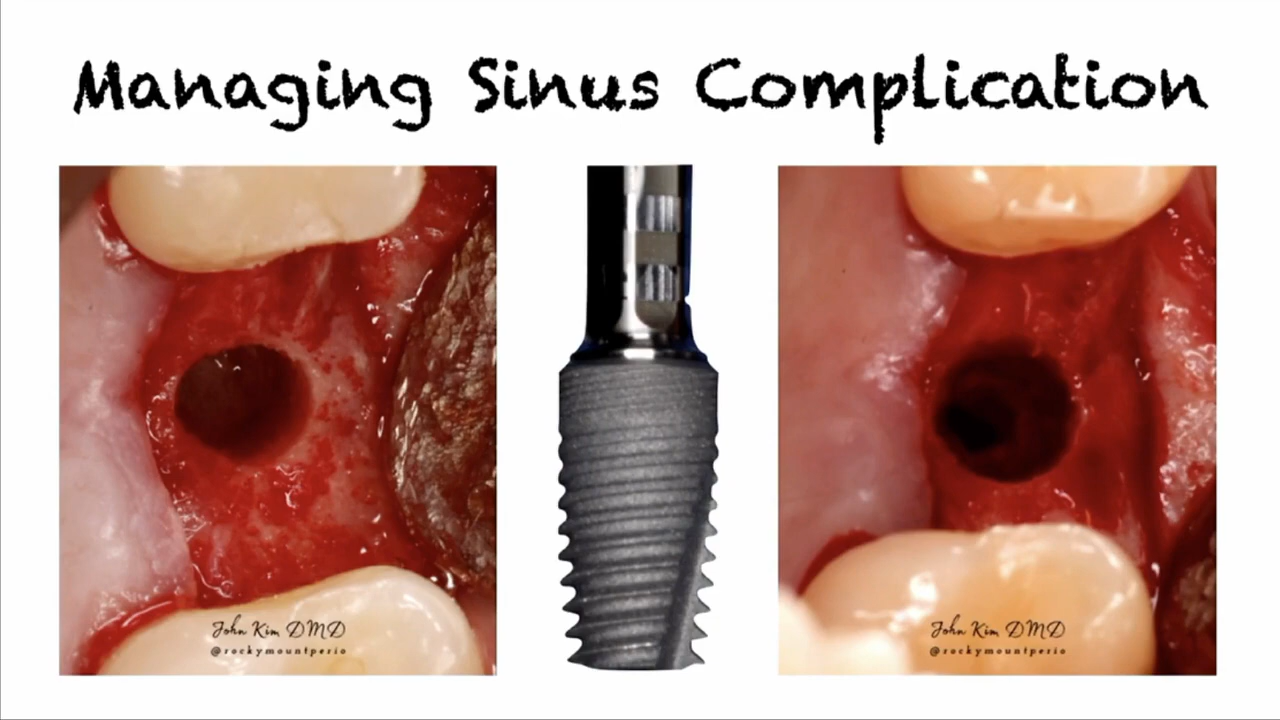 Managing Sinus Complication
John Kim DMD
@rockymountperio
John Kim DMD
@rockymountperio